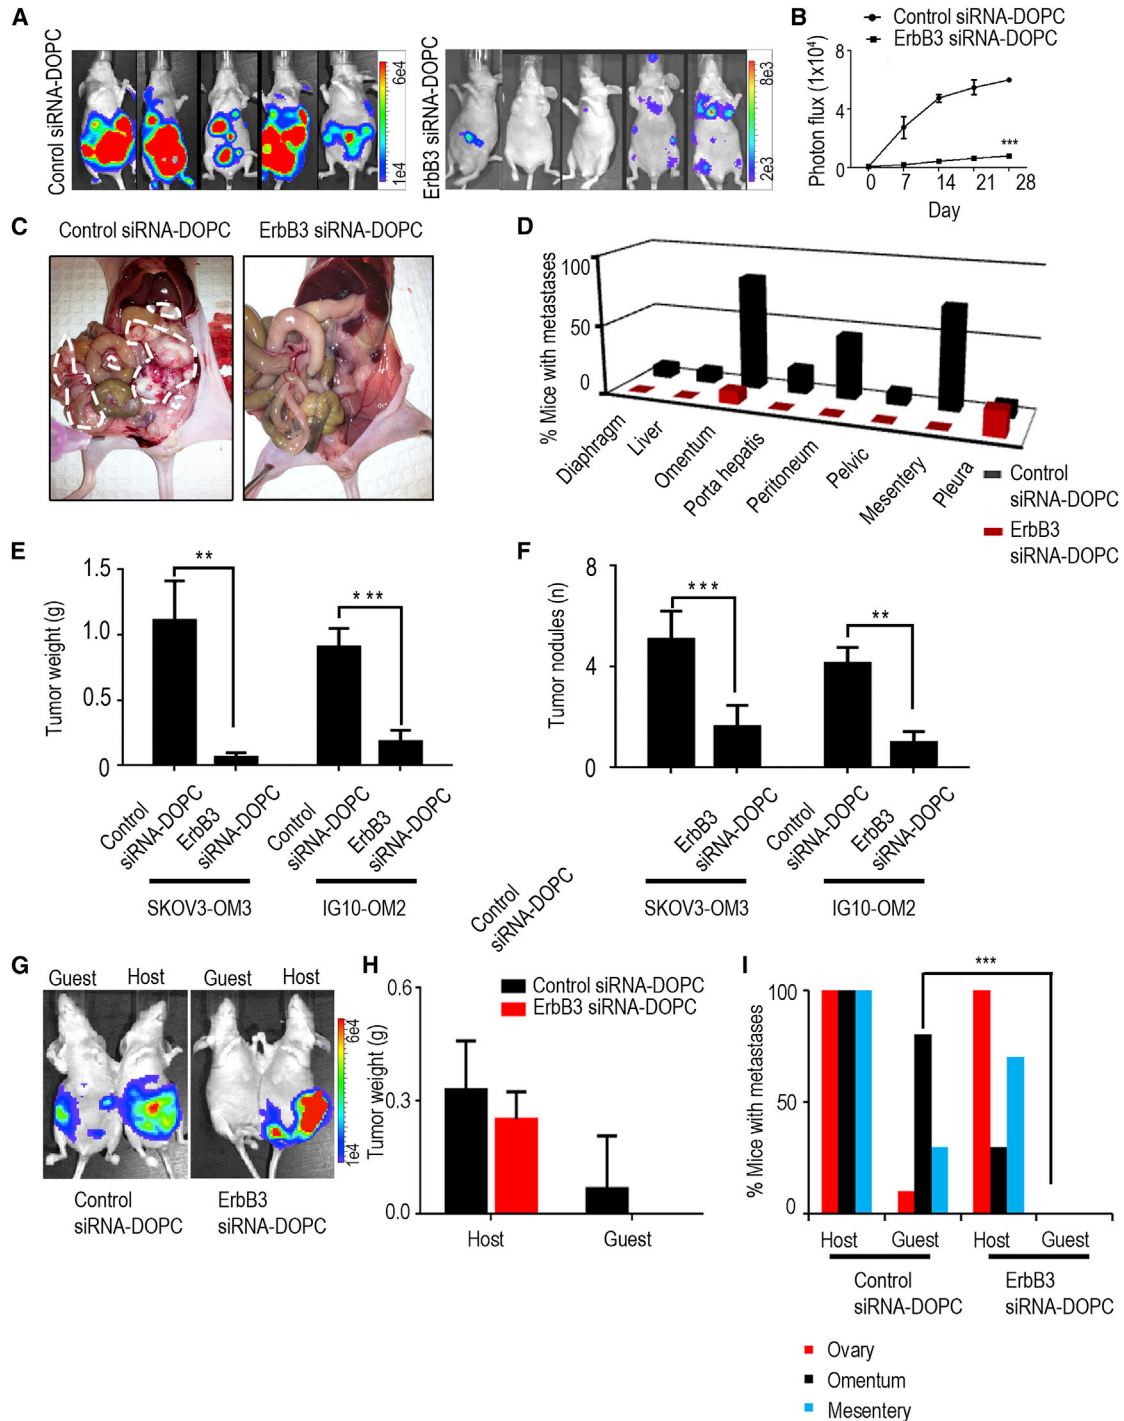 A
Control siRNA-DOPC
6e4
1e4
ErbB3 siRNA-DOPC
8e3
2e3
B
Control siRNA-DOPC
ErbB3 siRNA-DOPC
Photon flux (1x10⁴)
8
4
0
***
0 7 14 21 28
Day
C
Control siRNA-DOPC ErbB3 siRNA-DOPC
D
% Mice with metastases
100
50
0
Diaphragm
Liver
Omentum
Porta hepatis
Peritoneum
Pelvic
Mesentery
Pleura
Control
siRNA-DOPC
ErbB3
siRNA-DOPC
E
Tumor weight (g)
1.5
1.0
0.5
0
**
* **
Control
siRNA-DOPC
ErbB3
siRNA-DOPC
Control
siRNA-DOPC
ErbB3
siRNA-DOPC
SKOV3-OM3 IG10-OM2
F
Tumor nodules (n)
8
4
0
***
**
Control
siRNA-DOPC
ErbB3
siRNA-DOPC
Control
siRNA-DOPC
ErbB3
siRNA-DOPC
SKOV3-OM3 IG10-OM2
G
Guest Host Guest Host
6e4
1e4
Control
siRNA-DOPC
ErbB3
siRNA-DOPC
H
Control siRNA-DOPC
ErbB3 siRNA-DOPC
Tumor weight (g)
0.6
0.3
0.0
Host Guest
I
***
% Mice with metastases
100
50
0
Host Guest Host Guest
Control
siRNA-DOPC
ErbB3
siRNA-DOPC
Ovary
Omentum
Mesentery